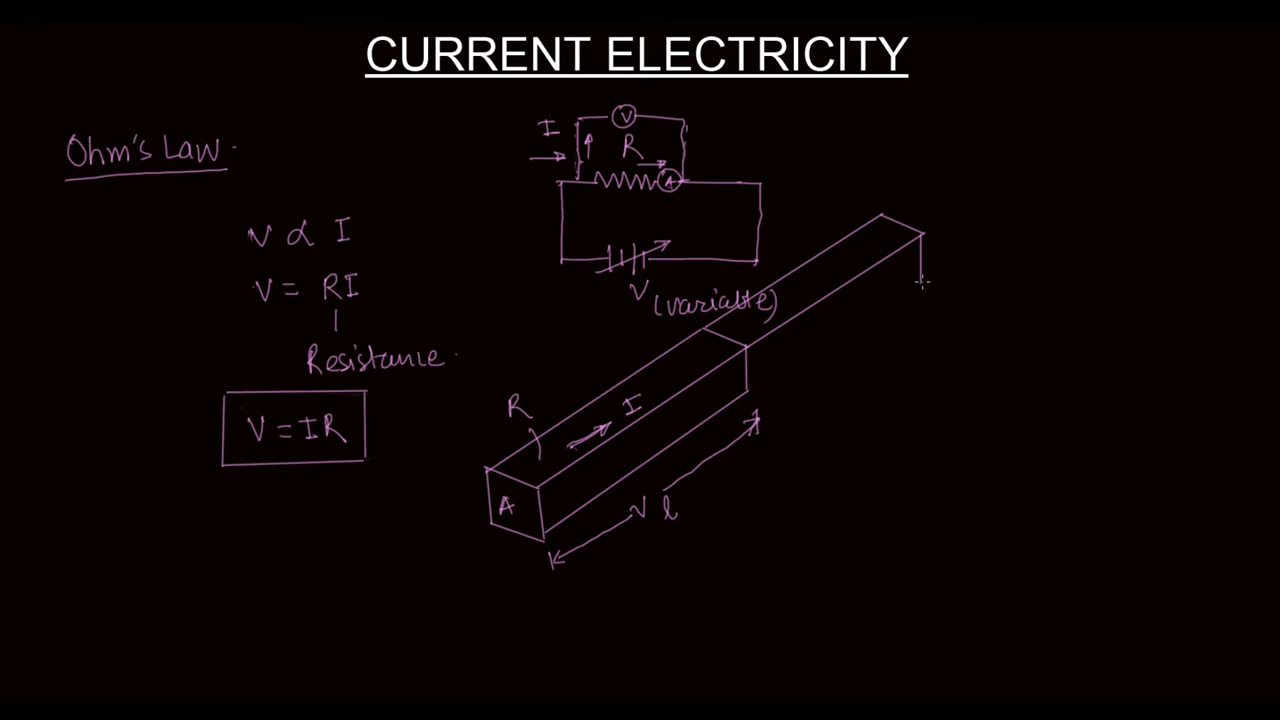 CURRENT ELECTRICITY
Ohm's Law
V ∝ I
V = RI
Resistance
V = IR
V
I
R
A
V (variable)
R
I
A
V l